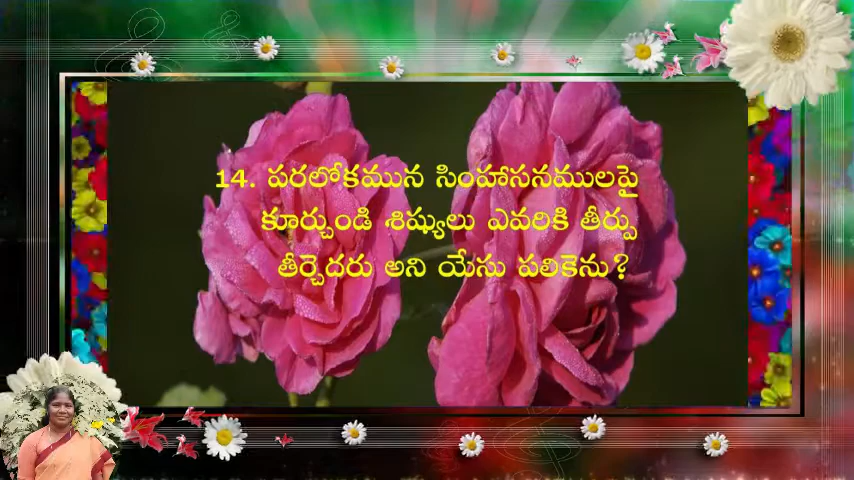 14. పరలోకమున సింహాసనములపై
కూర్చుండి శిష్యులు ఎవరికి తీర్పు
తీర్చెదరు అని యేసు పలికెను?